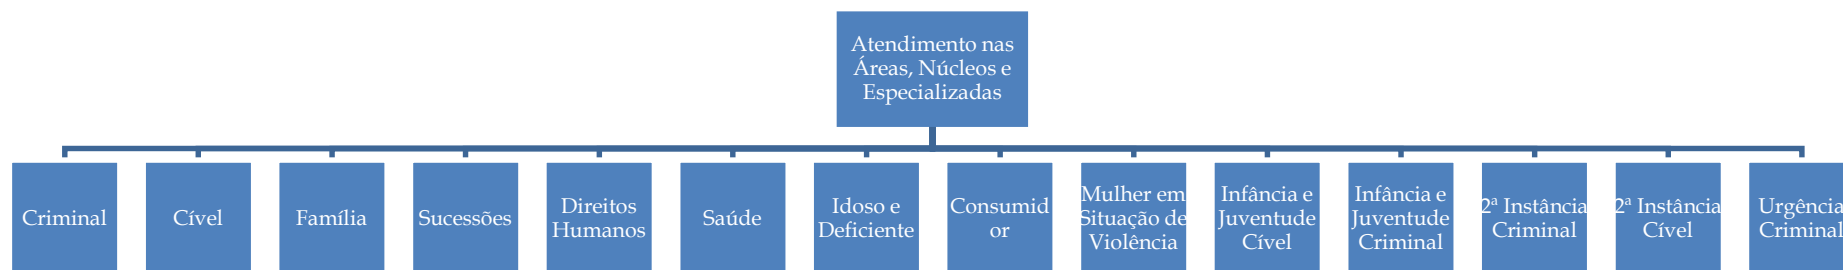 Atendimento nas
Áreas, Núcleos e
Especializadas
Criminal
Cível
Família
Sucessões
Direitos
Humanos
Saúde
Idoso e
Deficiente
Consumid
or
Mulher em
Situação de
Violência
Infância e
Juventude
Cível
Infância e
Juventude
Criminal
2ª Instância
Criminal
2ª Instância
Cível
Urgência
Criminal